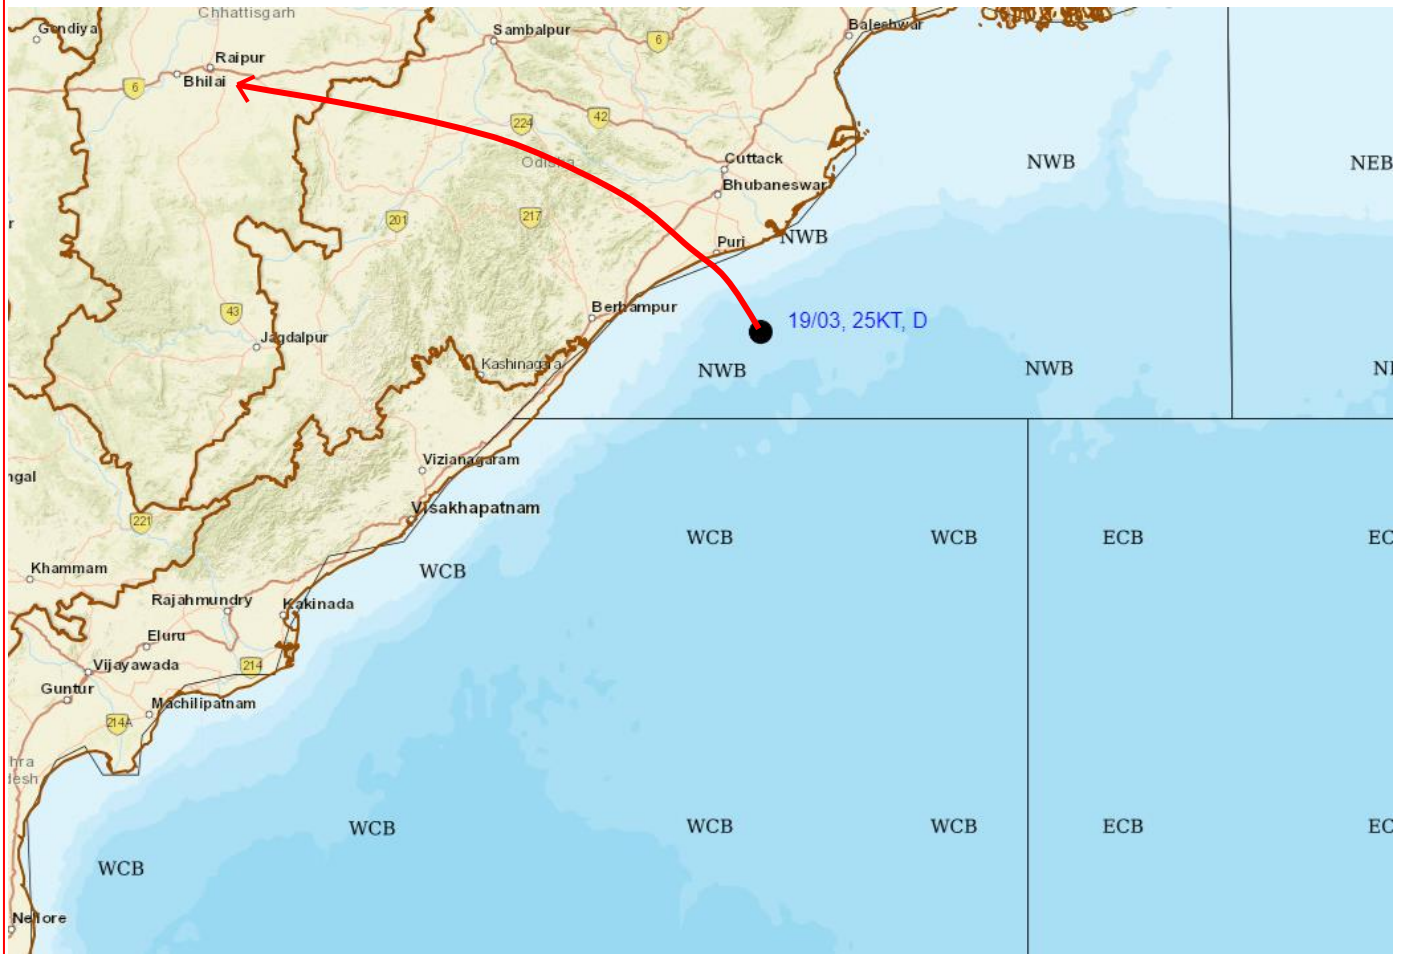 Chhattisgarh
Gondiya
Sambalpur
6
Baleshwar
Raipur
Bhilai
6
42
224
Odisha
Cuttack
NWB
NEB
Bhubaneswar
201
217
Puri
NWB
43
Berhampur
19/03, 25KT, D
Jagdalpur
Kashinagara
NWB
NWB
Vizianagaram
Visakhapatnam
221
WCB
WCB
ECB
EC
Khammam
WCB
Rajahmundry
Kakinada
Eluru
Vijayawada
214
Guntur
Machilipatnam
214A
WCB
WCB
WCB
ECB
EC
WCB
Nellore